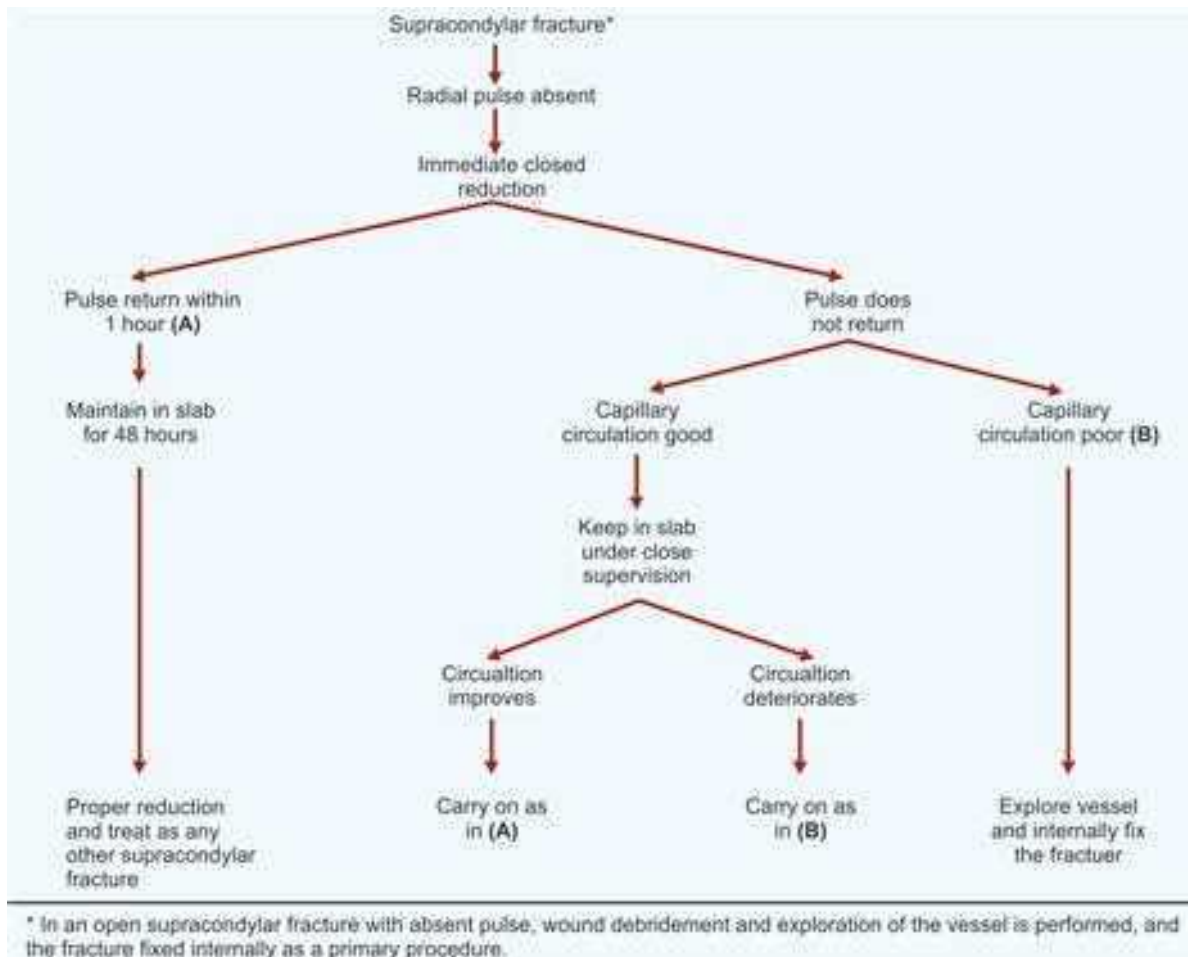 Supracondylar fracture*
Radial pulse absent
Immediate closed
reduction
Pulse return within
1 hour (A)
Pulse does
not return
Maintain in slab
for 48 hours
Capillary
circulation good
Capillary
circulation poor (B)
Keep in slab
under close
supervision
Circualtion
improves
Circualtion
deteriorates
Proper reduction
and treat as any
other supracondylar
fracture
Carry on as
in (A)
Carry on as
in (B)
Explore vessel
and internally fix
the fractuer
* In an open supracondylar fracture with absent pulse, wound debridement and exploration of the vessel is performed, and
the fracture fixed internally as a primary procedure.